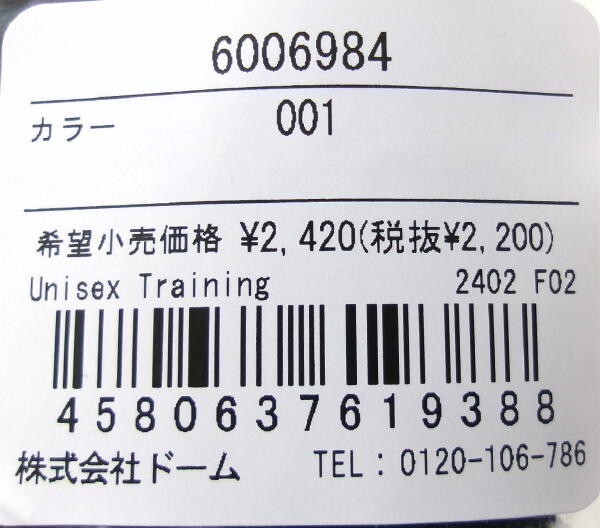 6006984
カラー 001
希望小売価格 ¥2,420(税抜¥2,200)
Unisex Training 2402 F02
4580637619388
株式会社ドーム TEL：0120-106-786